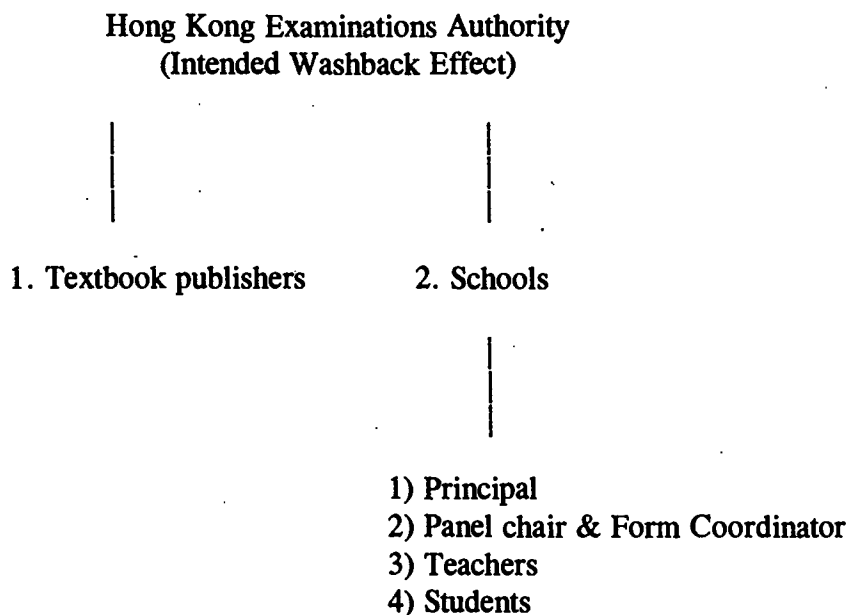 Hong Kong Examinations Authority
(Intended Washback Effect)
1. Textbook publishers
2. Schools
1) Principal
2) Panel chair & Form Coordinator
3) Teachers
4) Students